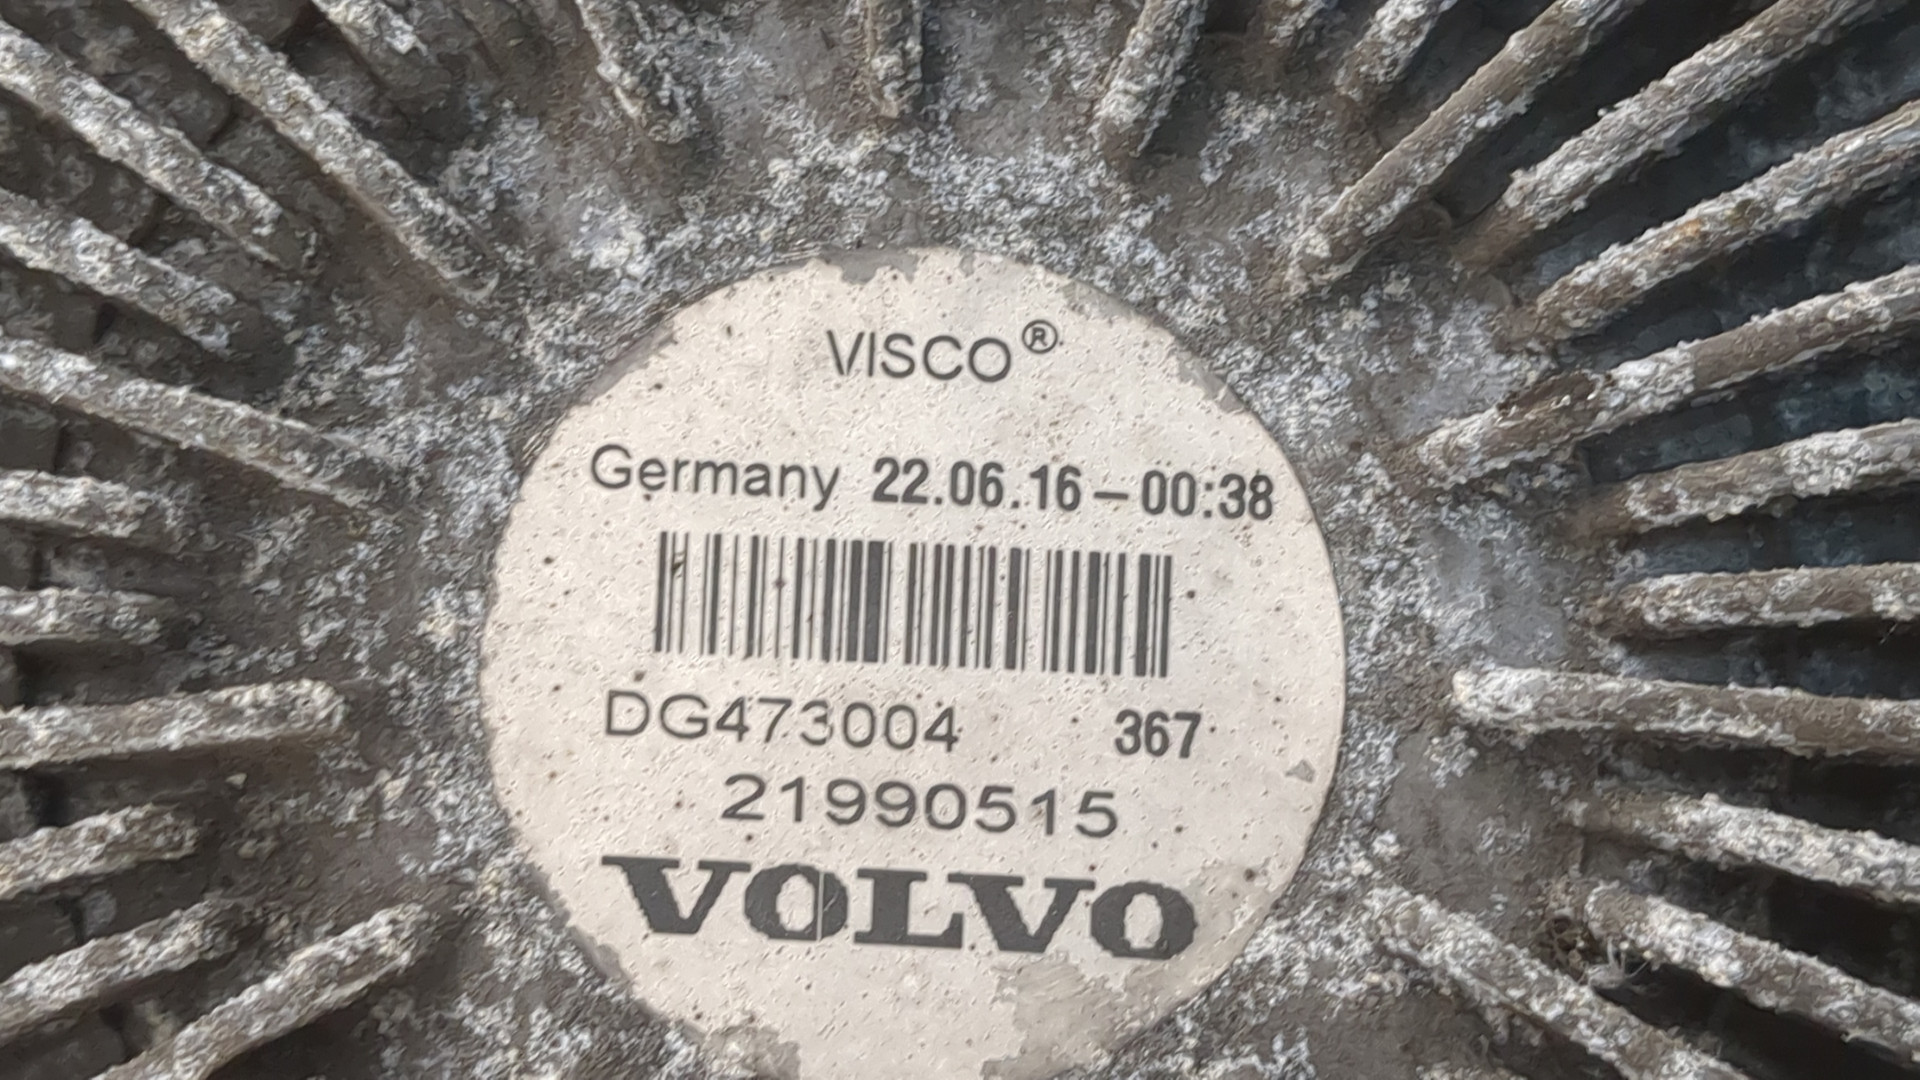 VISCO®
Germany 22.06.16 – 00:38
DG473004 367
21990515
VOLVO